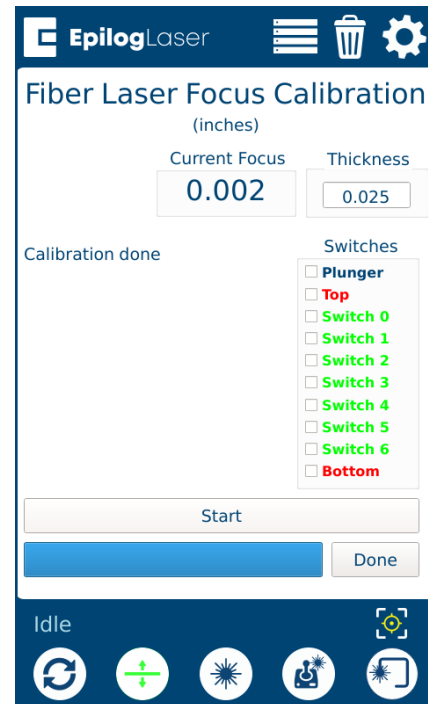 EpilogLaser
Fiber Laser Focus Calibration
(inches)
Current Focus
Thickness
0.002
0.025
Calibration done
Switches
Plunger
Top
Switch 0
Switch 1
Switch 2
Switch 3
Switch 4
Switch 5
Switch 6
Bottom
Start
Done
Idle